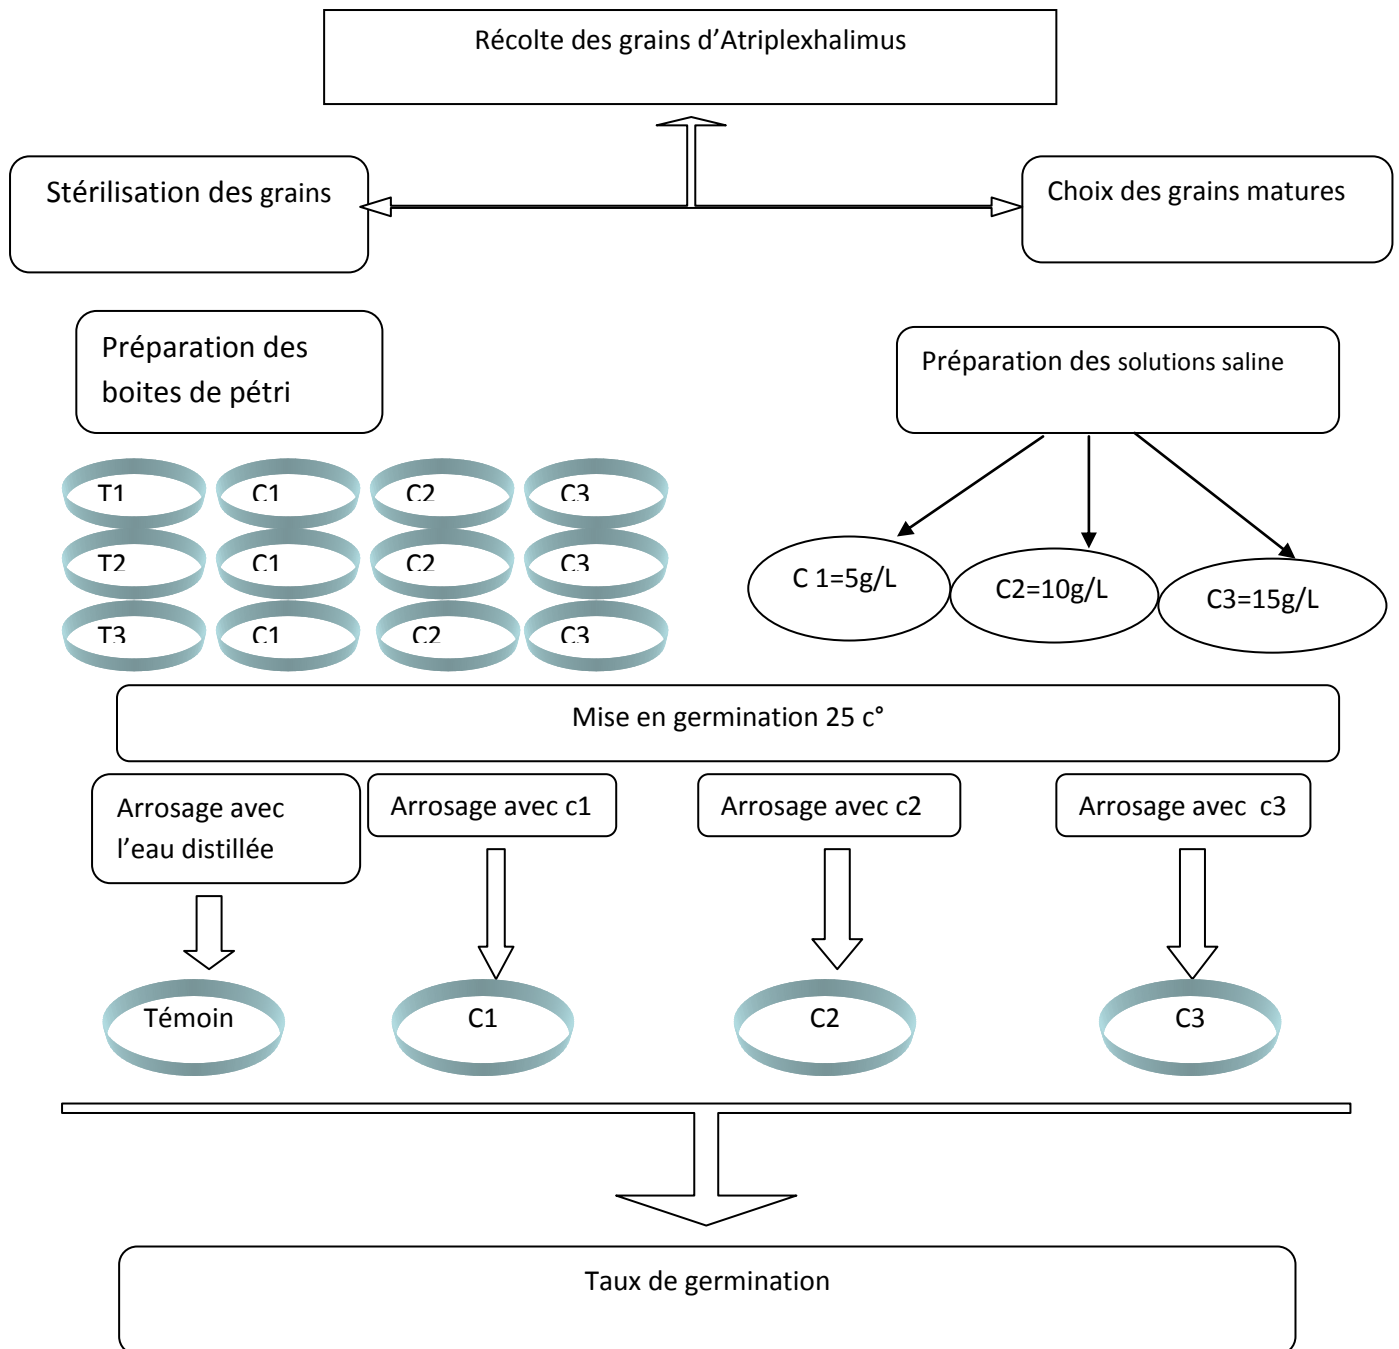 Récolte des grains d’Atriplexhalimus
Stérilisation des grains
Choix des grains matures
Préparation des
boites de pétri
Préparation des solutions saline
T1 C1 C2 C3
T2 C1 C2 C3
T3 C1 C2 C3
C 1=5g/L
C2=10g/L
C3=15g/L
Mise en germination 25 c°
Arrosage avec
l’eau distillée
Arrosage avec c1
Arrosage avec c2
Arrosage avec c3
Témoin
C1
C2
C3
Taux de germination